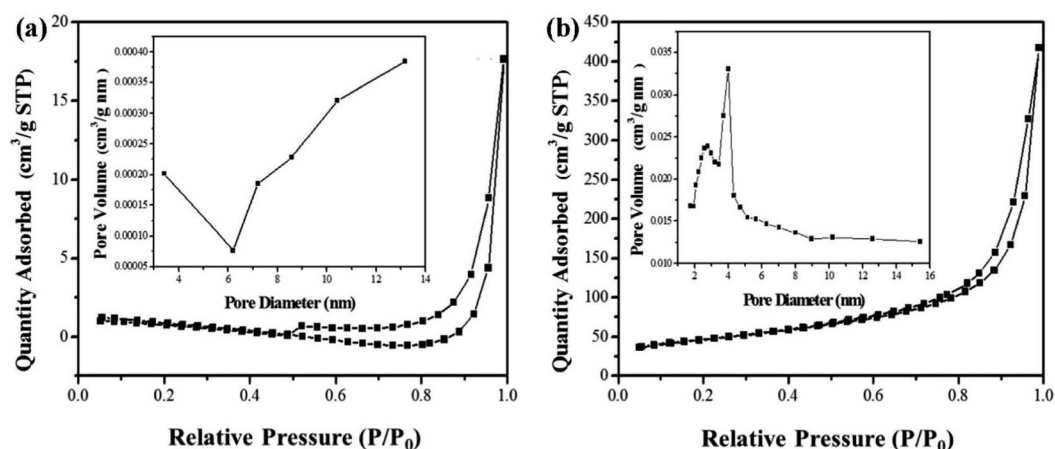 (a)
20
15
10
5
0
Quantity Adsorbed (cm³/g STP)
0.0 0.2 0.4 0.6 0.8 1.0
Relative Pressure (P/P₀)
0.00040
0.00035
0.00030
0.00025
0.00020
0.00015
0.00010
0.00005
Pore Volume (cm³/g nm)
4 6 8 10 12 14
Pore Diameter (nm)
(b)
450
400
350
300
250
200
150
100
50
0
Quantity Adsorbed (cm³/g STP)
0.0 0.2 0.4 0.6 0.8 1.0
Relative Pressure (P/P₀)
0.035
0.030
0.025
0.020
0.015
0.010
Pore Volume (cm³/g nm)
2 4 6 8 10 12 14 16
Pore Diameter (nm)